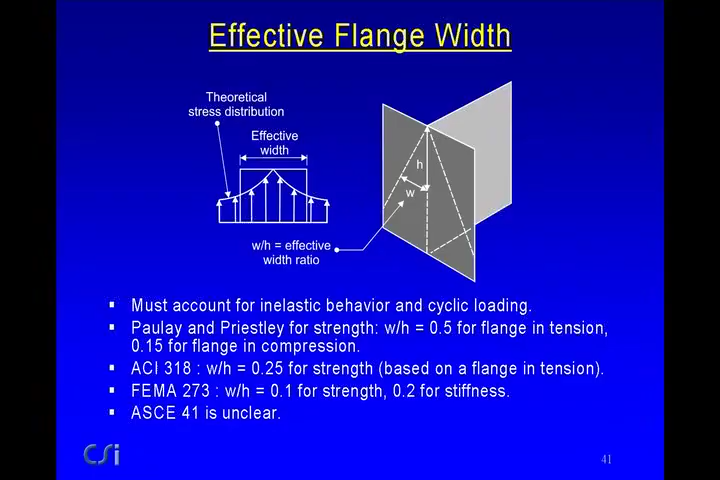 Effective Flange Width
Theoretical
stress distribution
Effective
width
h
w
w/h = effective
width ratio
▪ Must account for inelastic behavior and cyclic loading.
▪ Paulay and Priestley for strength: w/h = 0.5 for flange in tension,
0.15 for flange in compression.
▪ ACI 318 : w/h = 0.25 for strength (based on a flange in tension).
▪ FEMA 273 : w/h = 0.1 for strength, 0.2 for stiffness.
▪ ASCE 41 is unclear.
CSi
41